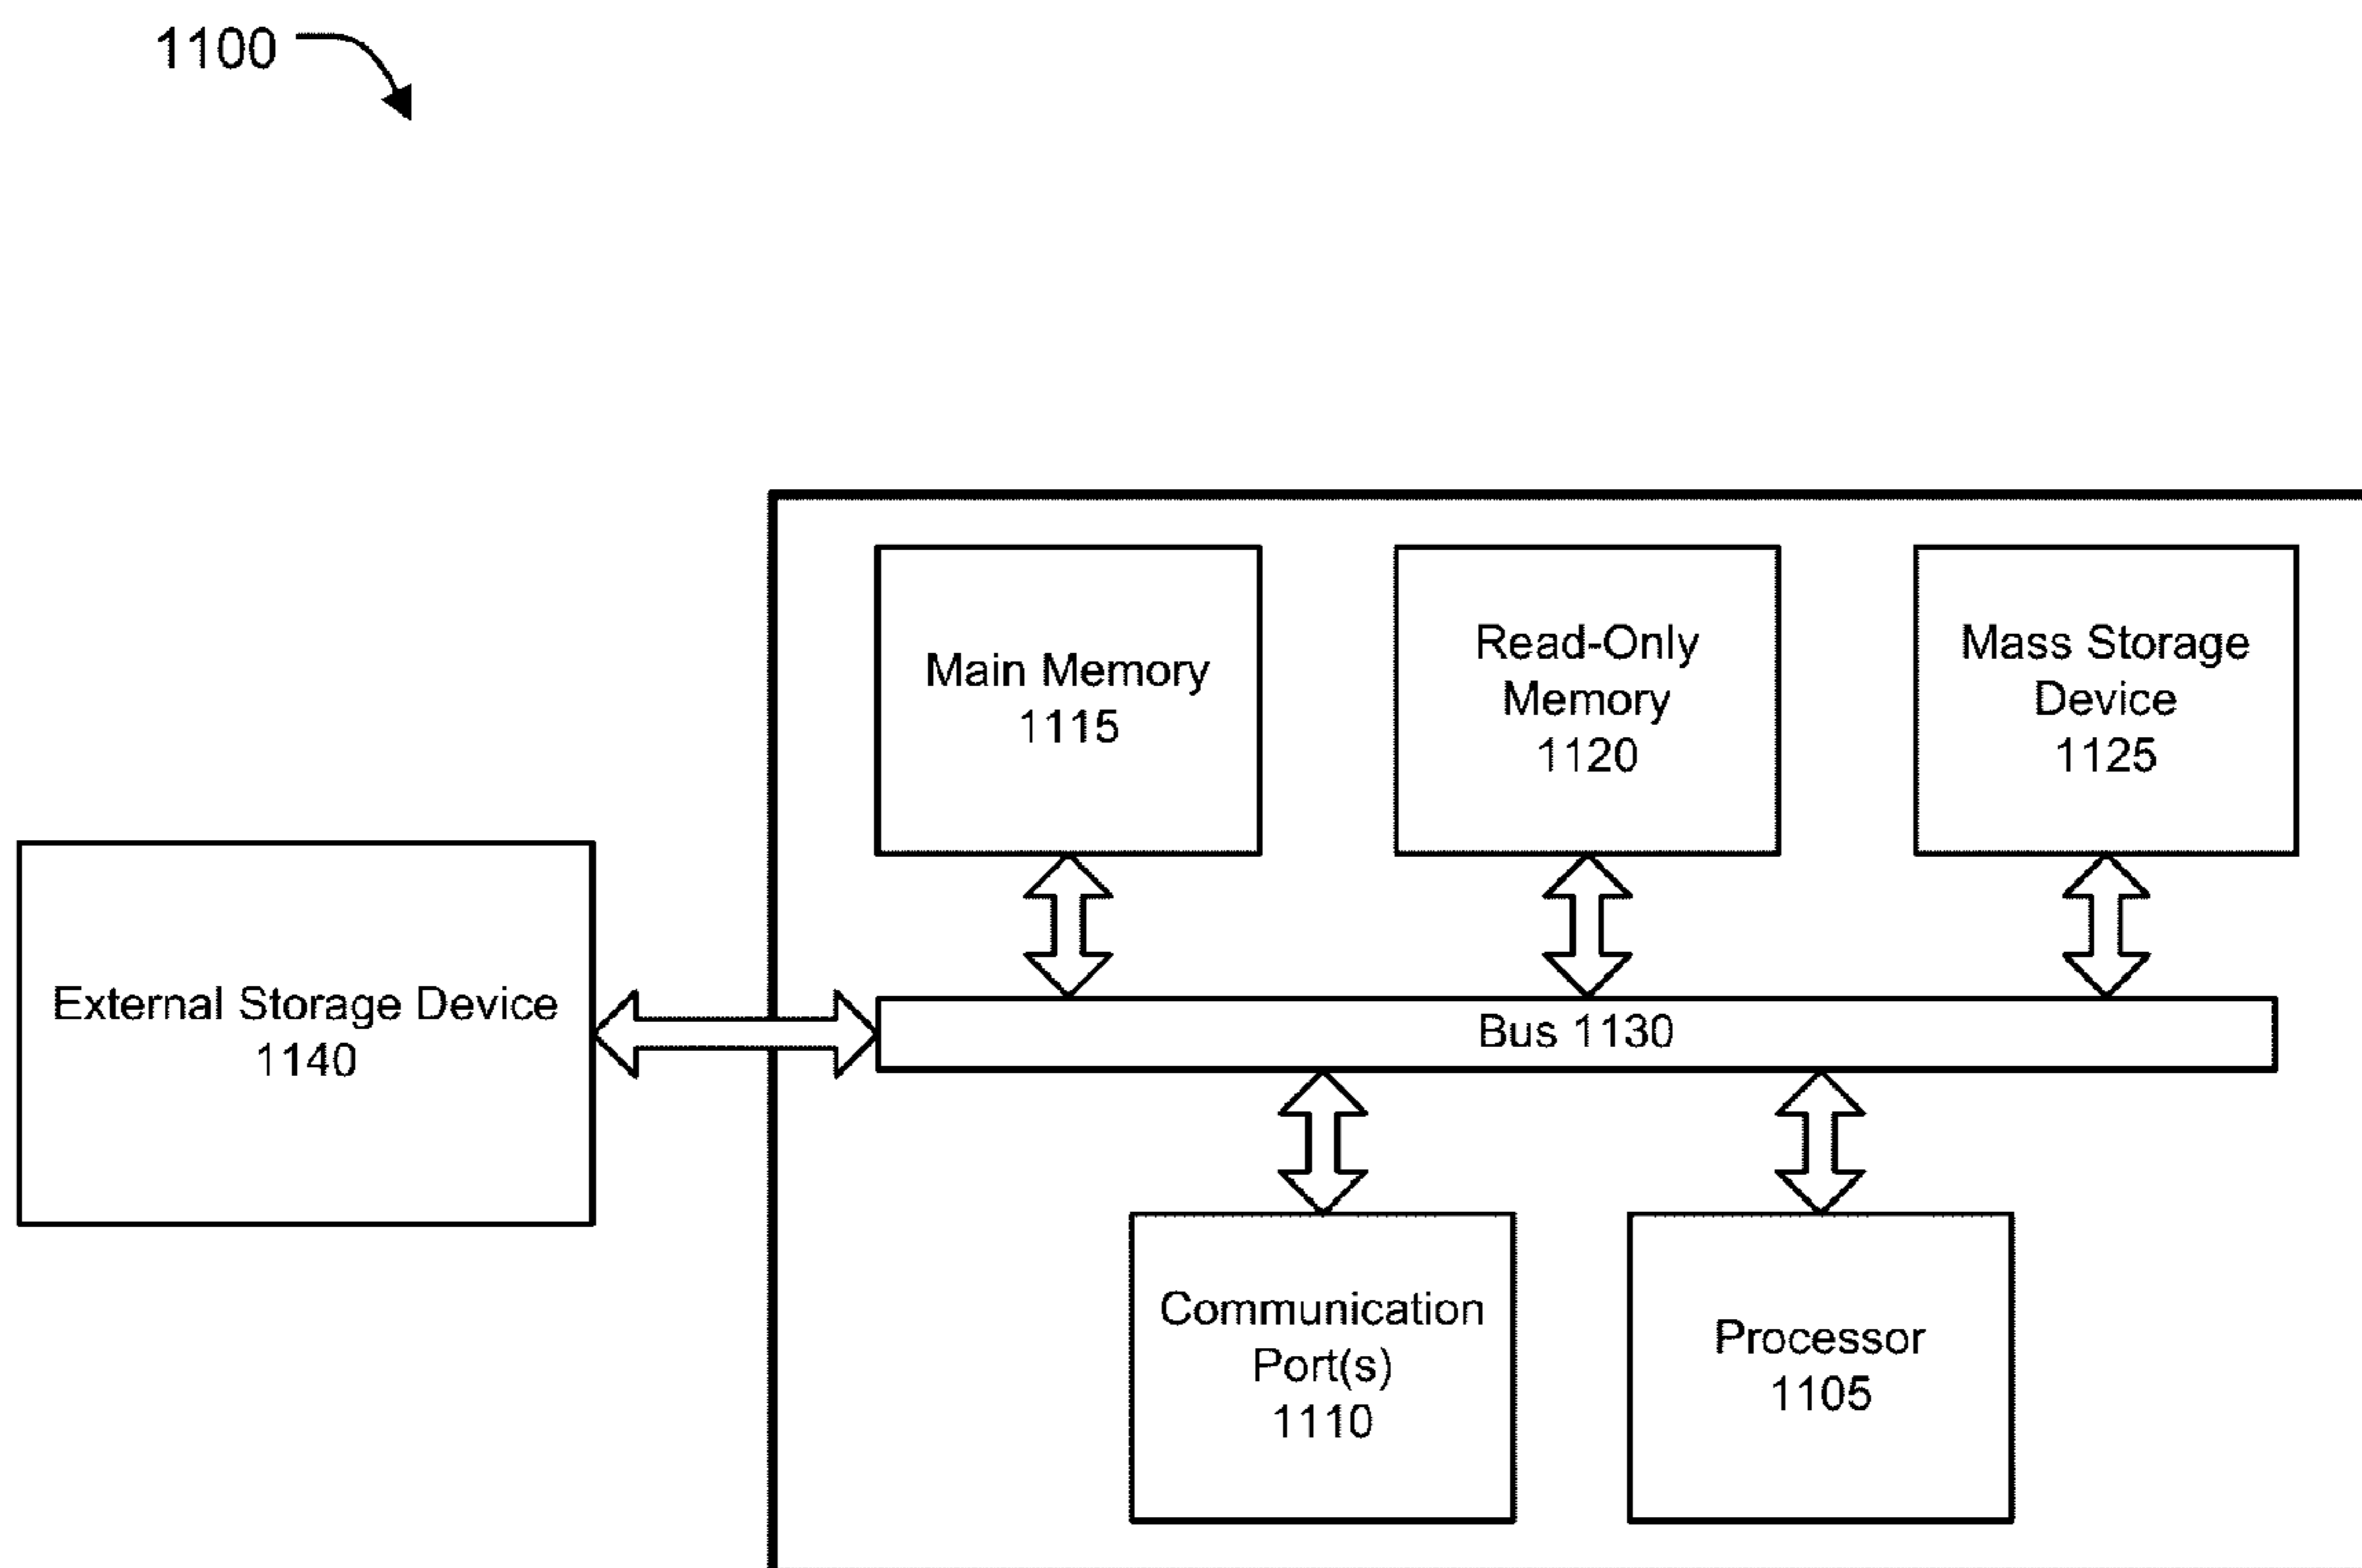 1100
Main Memory
1115
Read-Only
Memory
1120
Mass Storage
Device
1125
External Storage Device
1140
Bus 1130
Communication
Port(s)
1110
Processor
1105